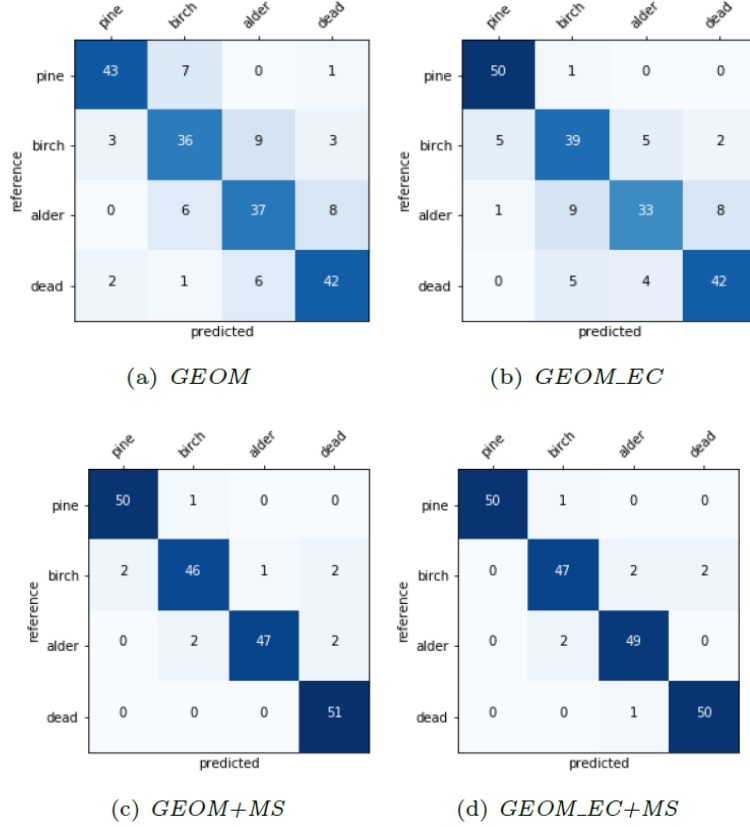 pine birch alder dead
pine 43 7 0 1
birch 3 36 9 3
alder 0 6 37 8
dead 2 1 6 42
reference
predicted
(a) GEOM
pine birch alder dead
pine 50 1 0 0
birch 5 39 5 2
alder 1 9 33 8
dead 0 5 4 42
reference
predicted
(b) GEOM_EC
pine birch alder dead
pine 50 1 0 0
birch 2 46 1 2
alder 0 2 47 2
dead 0 0 0 51
reference
predicted
(c) GEOM+MS
pine birch alder dead
pine 50 1 0 0
birch 0 47 2 2
alder 0 2 49 0
dead 0 0 1 50
reference
predicted
(d) GEOM_EC+MS